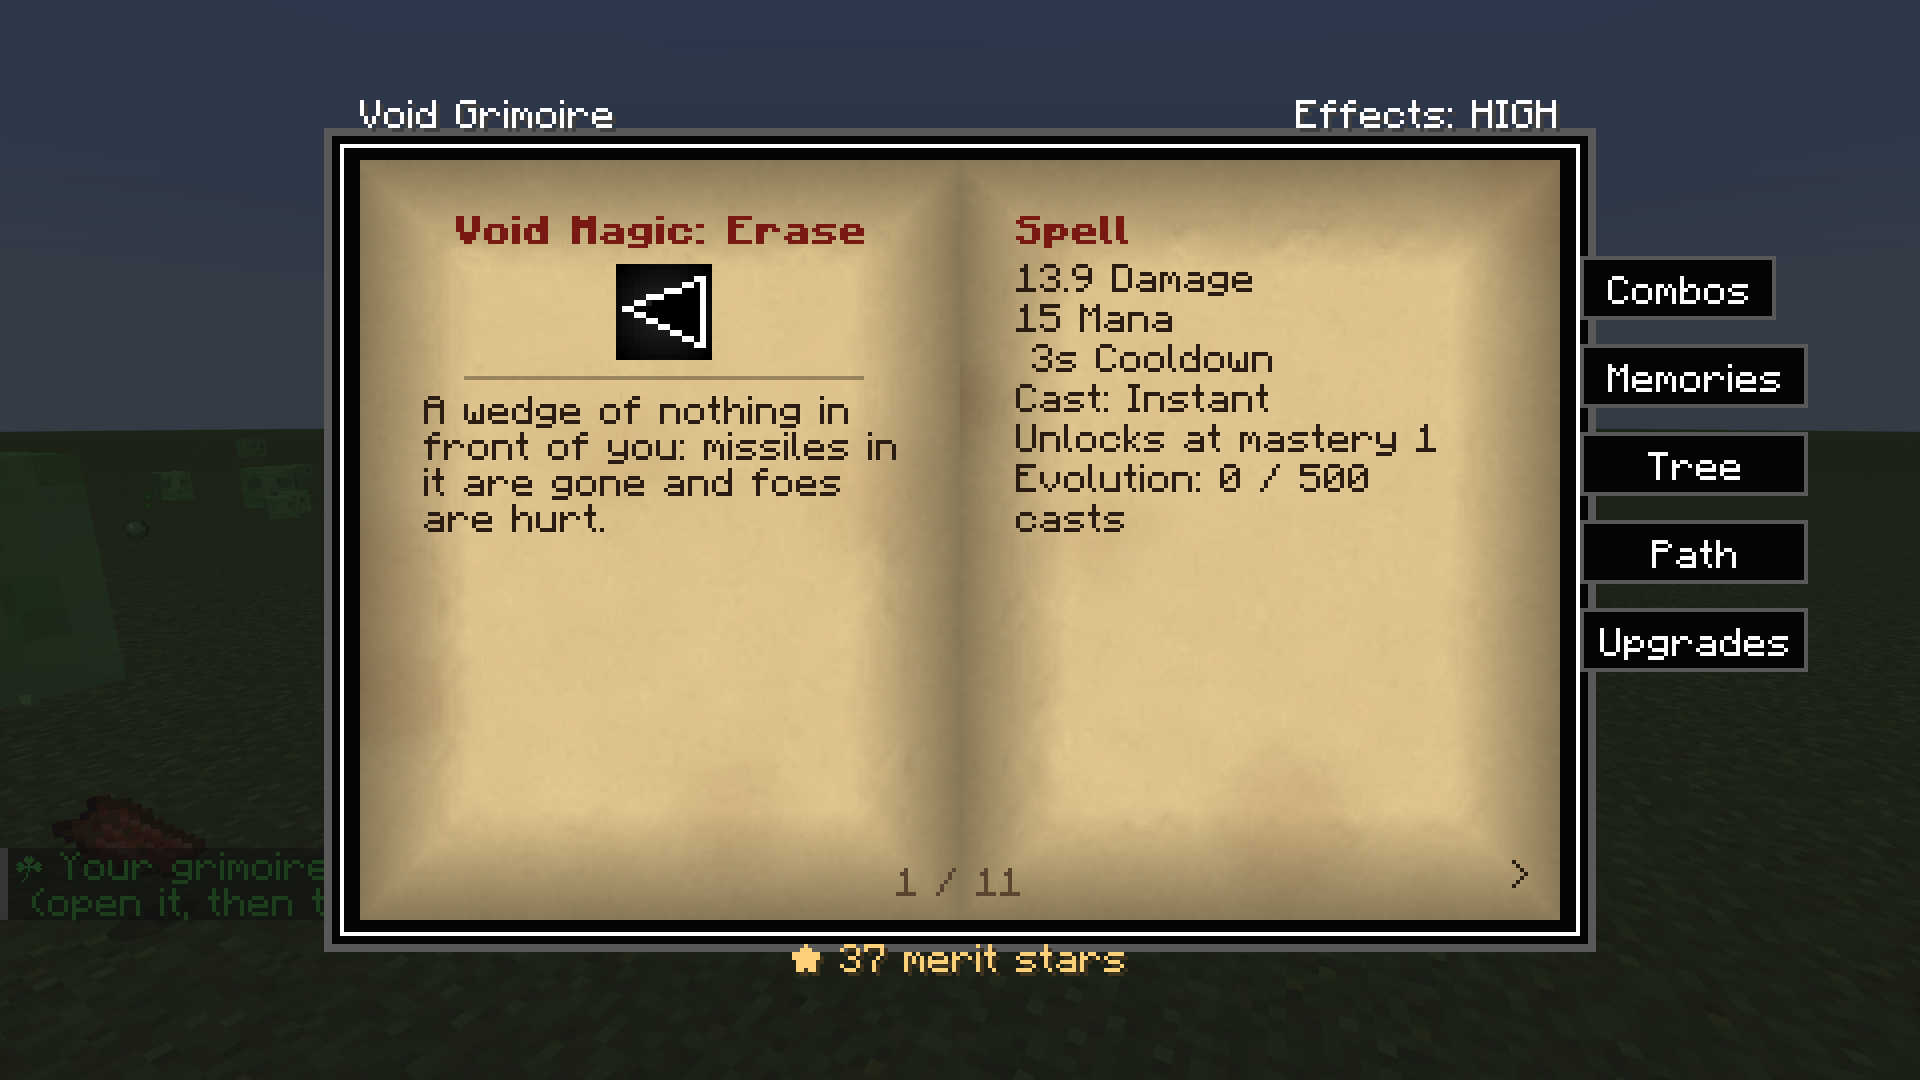 Void Grimoire
Effects: HIGH
Void Magic: Erase
A wedge of nothing in
front of you: missiles in
it are gone and foes
are hurt.
Spell
13.9 Damage
15 Mana
3s Cooldown
Cast: Instant
Unlocks at mastery 1
Evolution: 0 / 500
casts
Combos
Memories
Tree
Path
Upgrades
☘ Your grimoire
(open it, then t
1 / 11
>
★ 37 merit stars